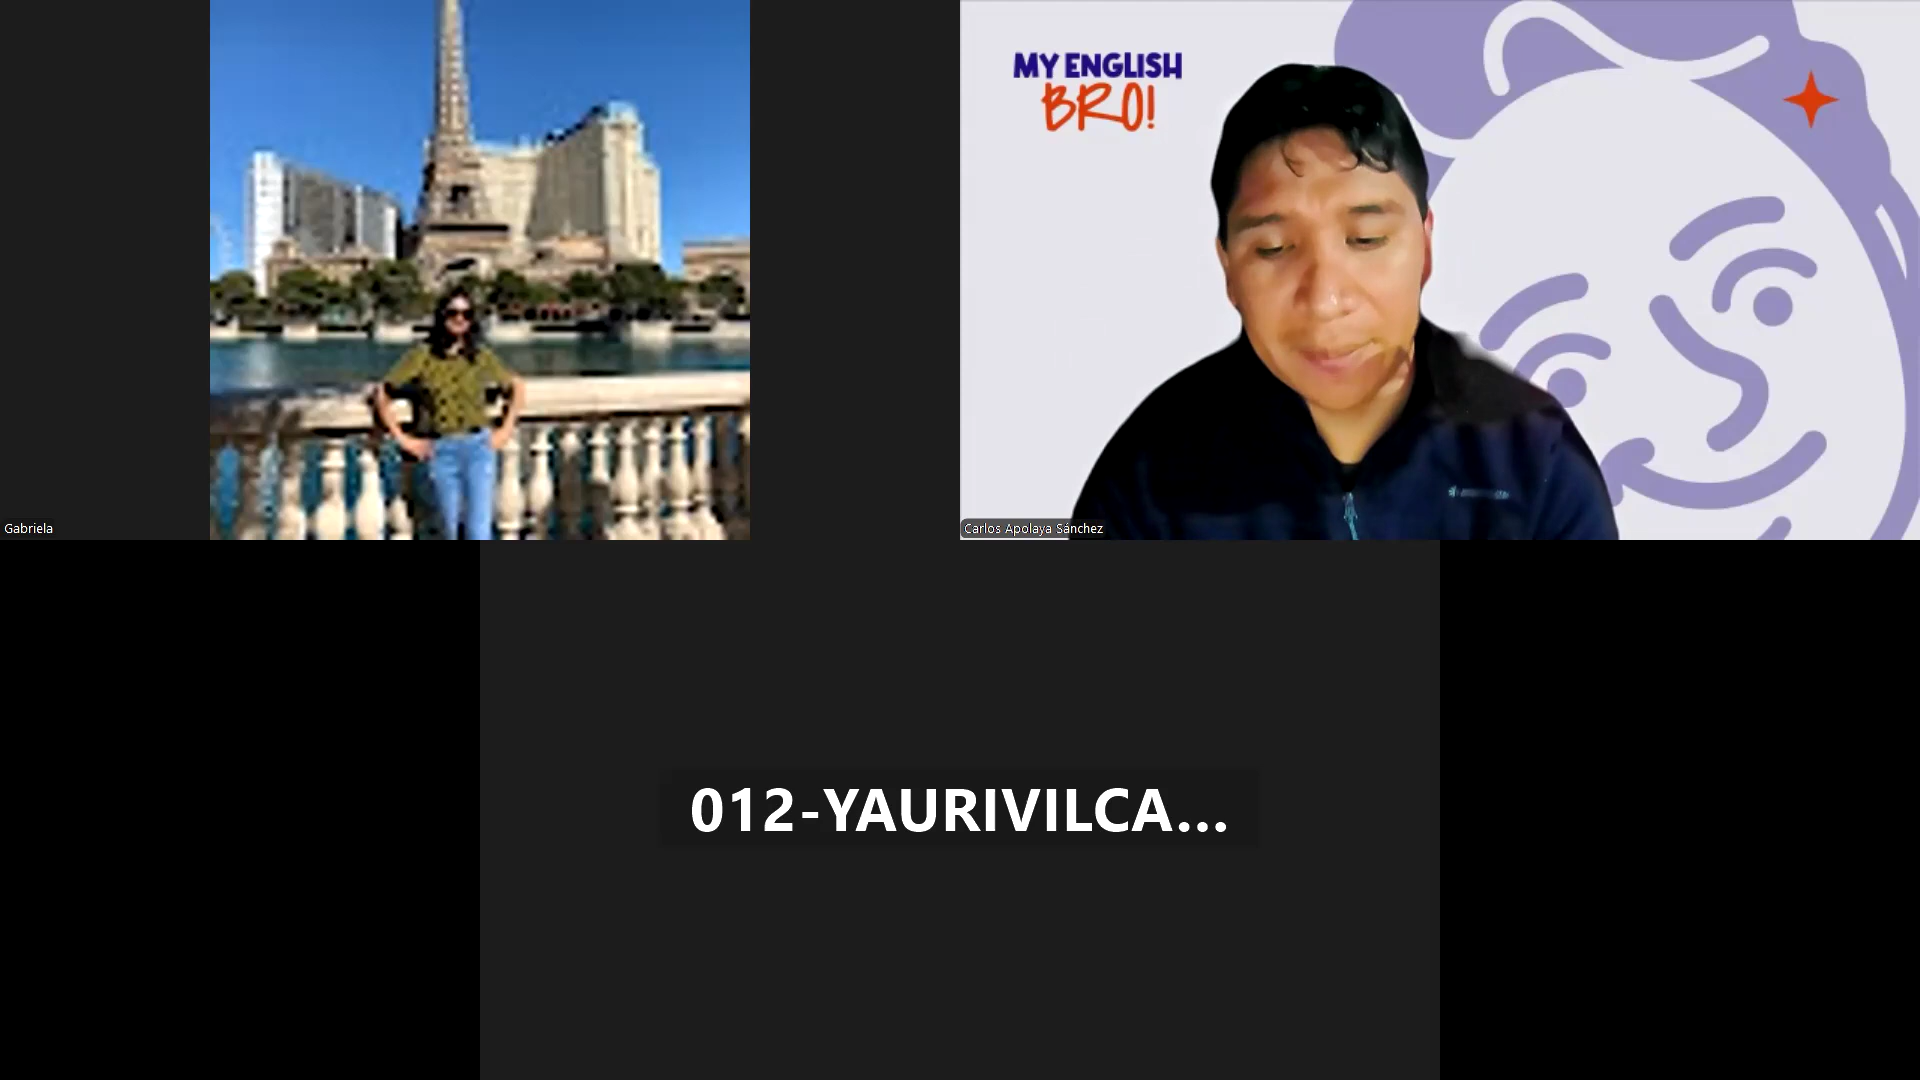 MY ENGLISH
BRO!
Gabriela
Carlos Apolaya Sánchez
012-YAURIVILCA...